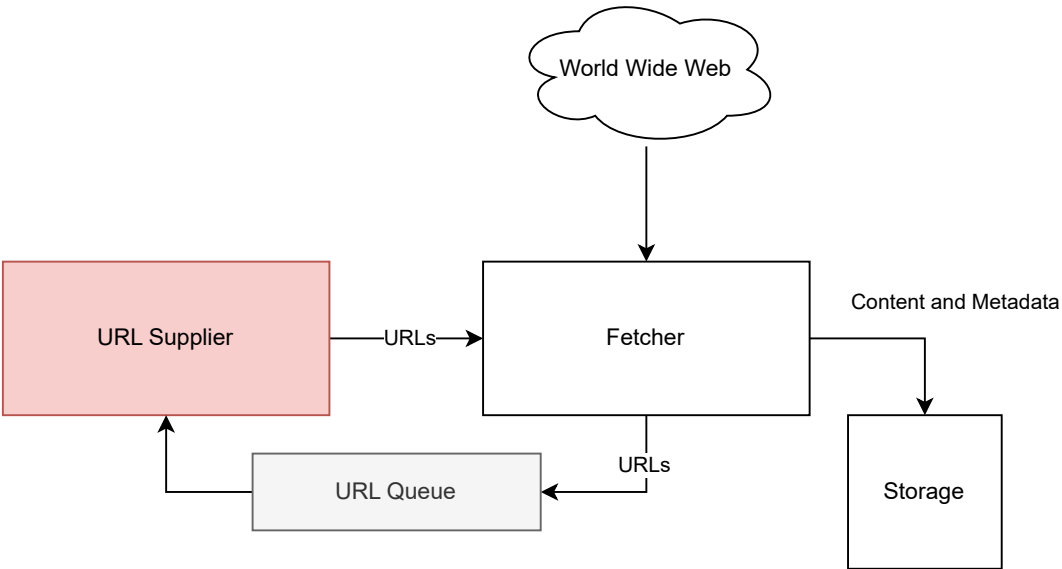 World Wide Web
Content and Metadata
URL Supplier
URLs
Fetcher
URLs
URL Queue
Storage